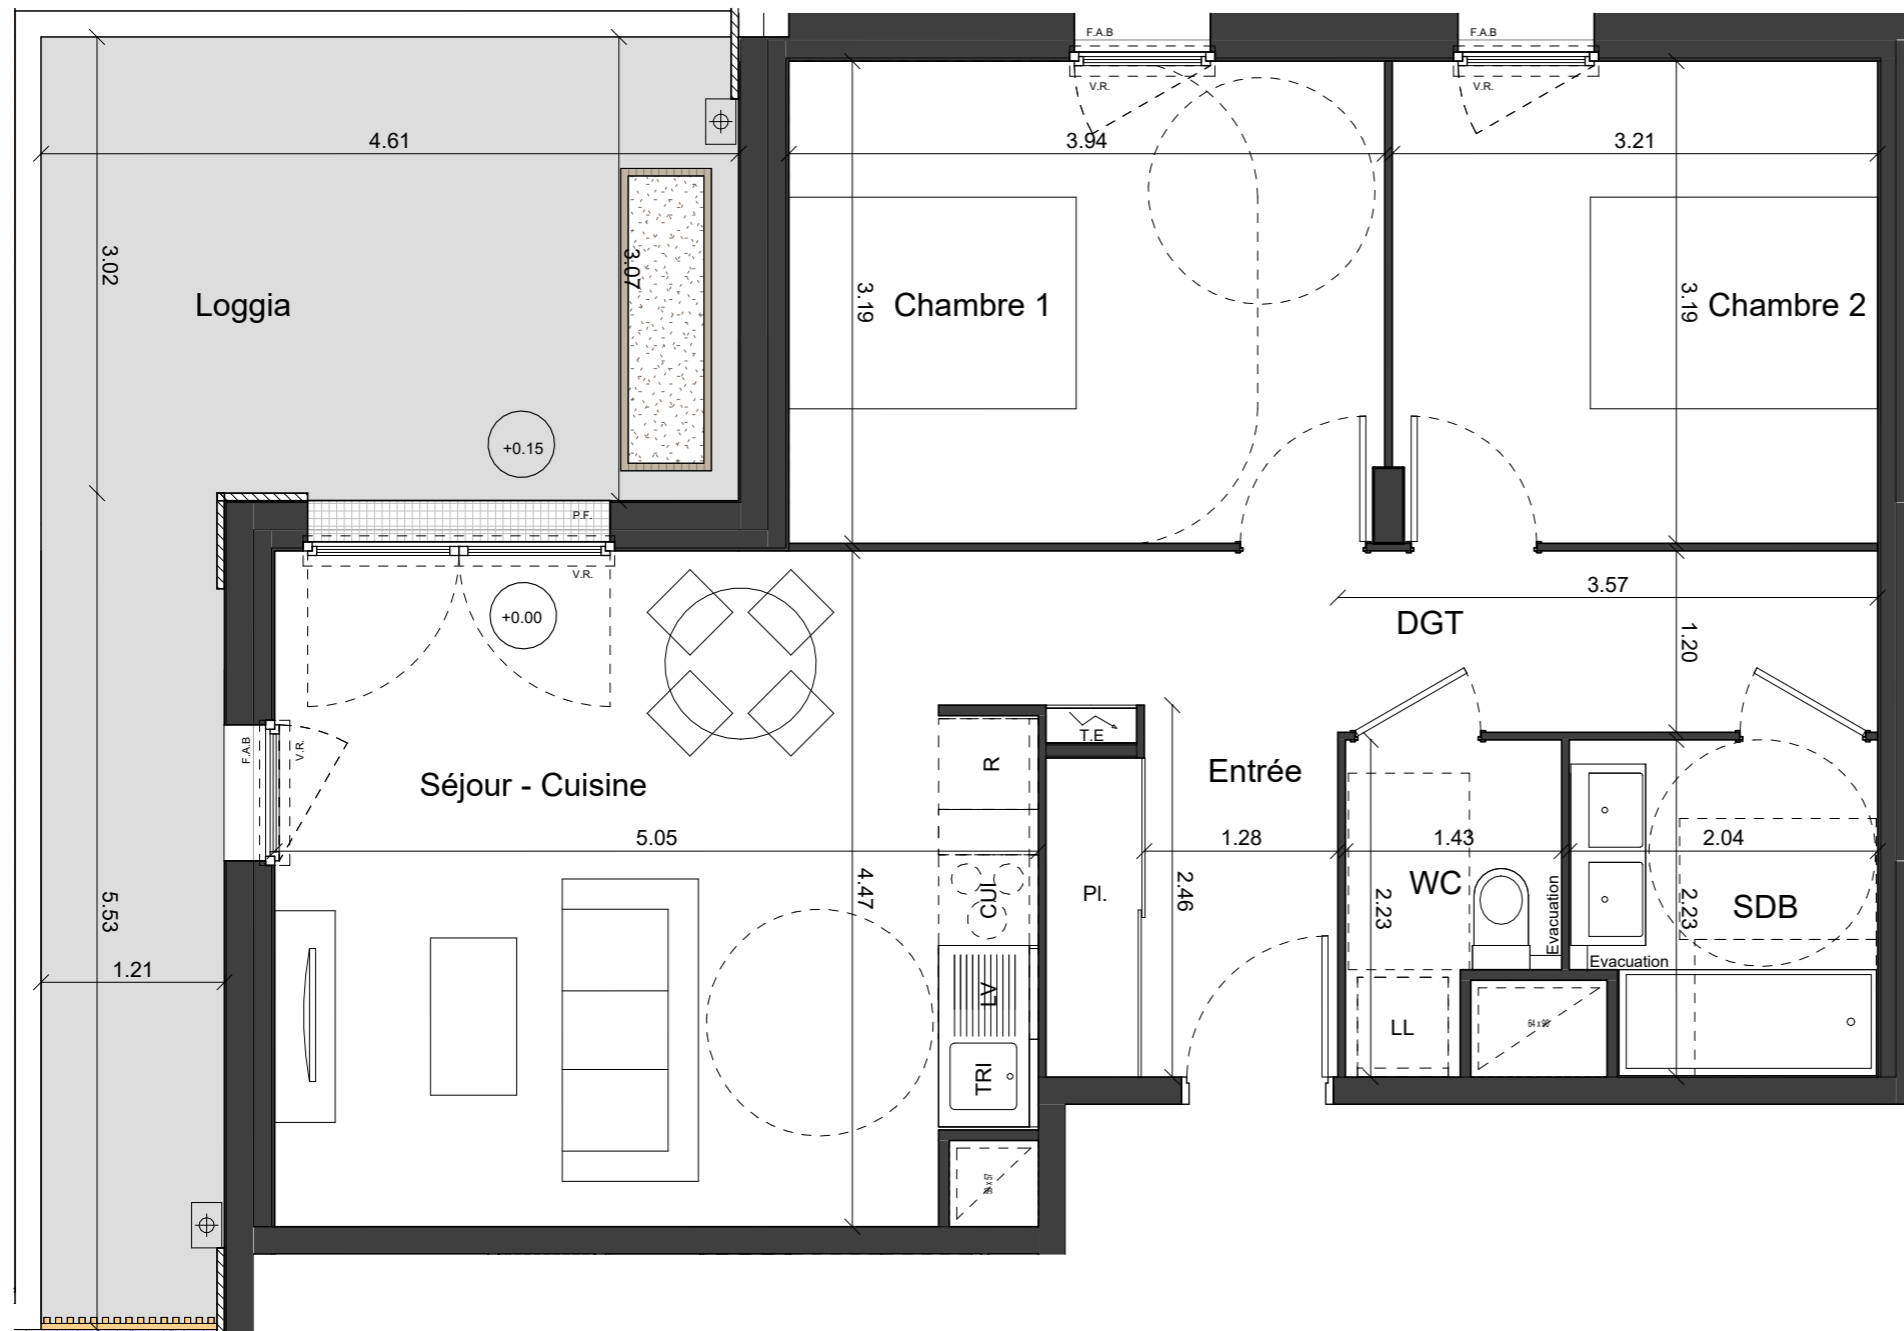 F.A.B
F.A.B
V.R.
V.R.
4.61
3.94
3.21
3.02
3.07
3.19
3.19
Loggia
Chambre 1
Chambre 2
+0.15
P.F.
V.R.
+0.00
3.57
DGT
1.20
T.E
F.A.B
V.R.
R
Séjour - Cuisine
Entrée
5.05
1.28
1.43
2.04
4.47
CUI
Pl.
2.46
2.23
WC
Evacuation
2.23
SDB
5.53
1.21
Evacuation
LV
LL
TRI